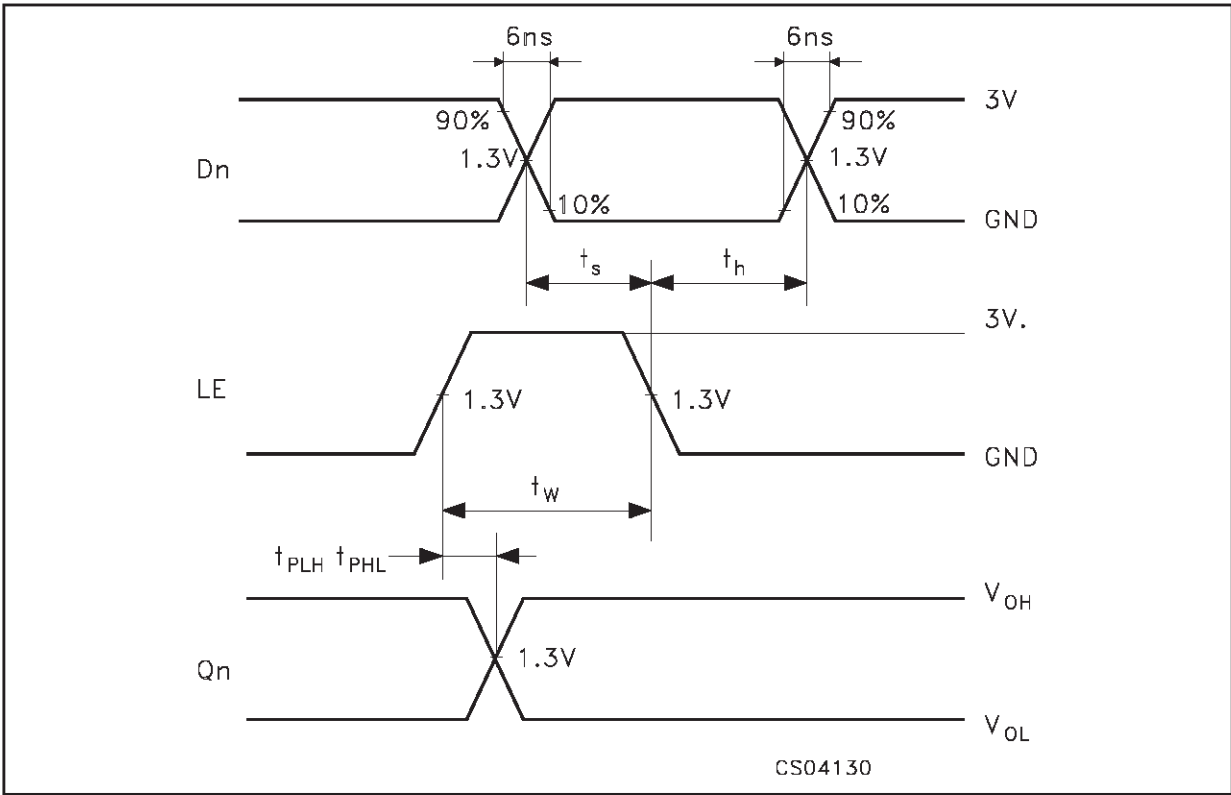 6ns 6ns
3V
90% 90%
1.3V 1.3V
Dn
10% 10%
GND
ts th
3V.
LE
1.3V 1.3V
GND
tW
tPLH tPHL
VOH
1.3V
Qn
VOL
CS04130